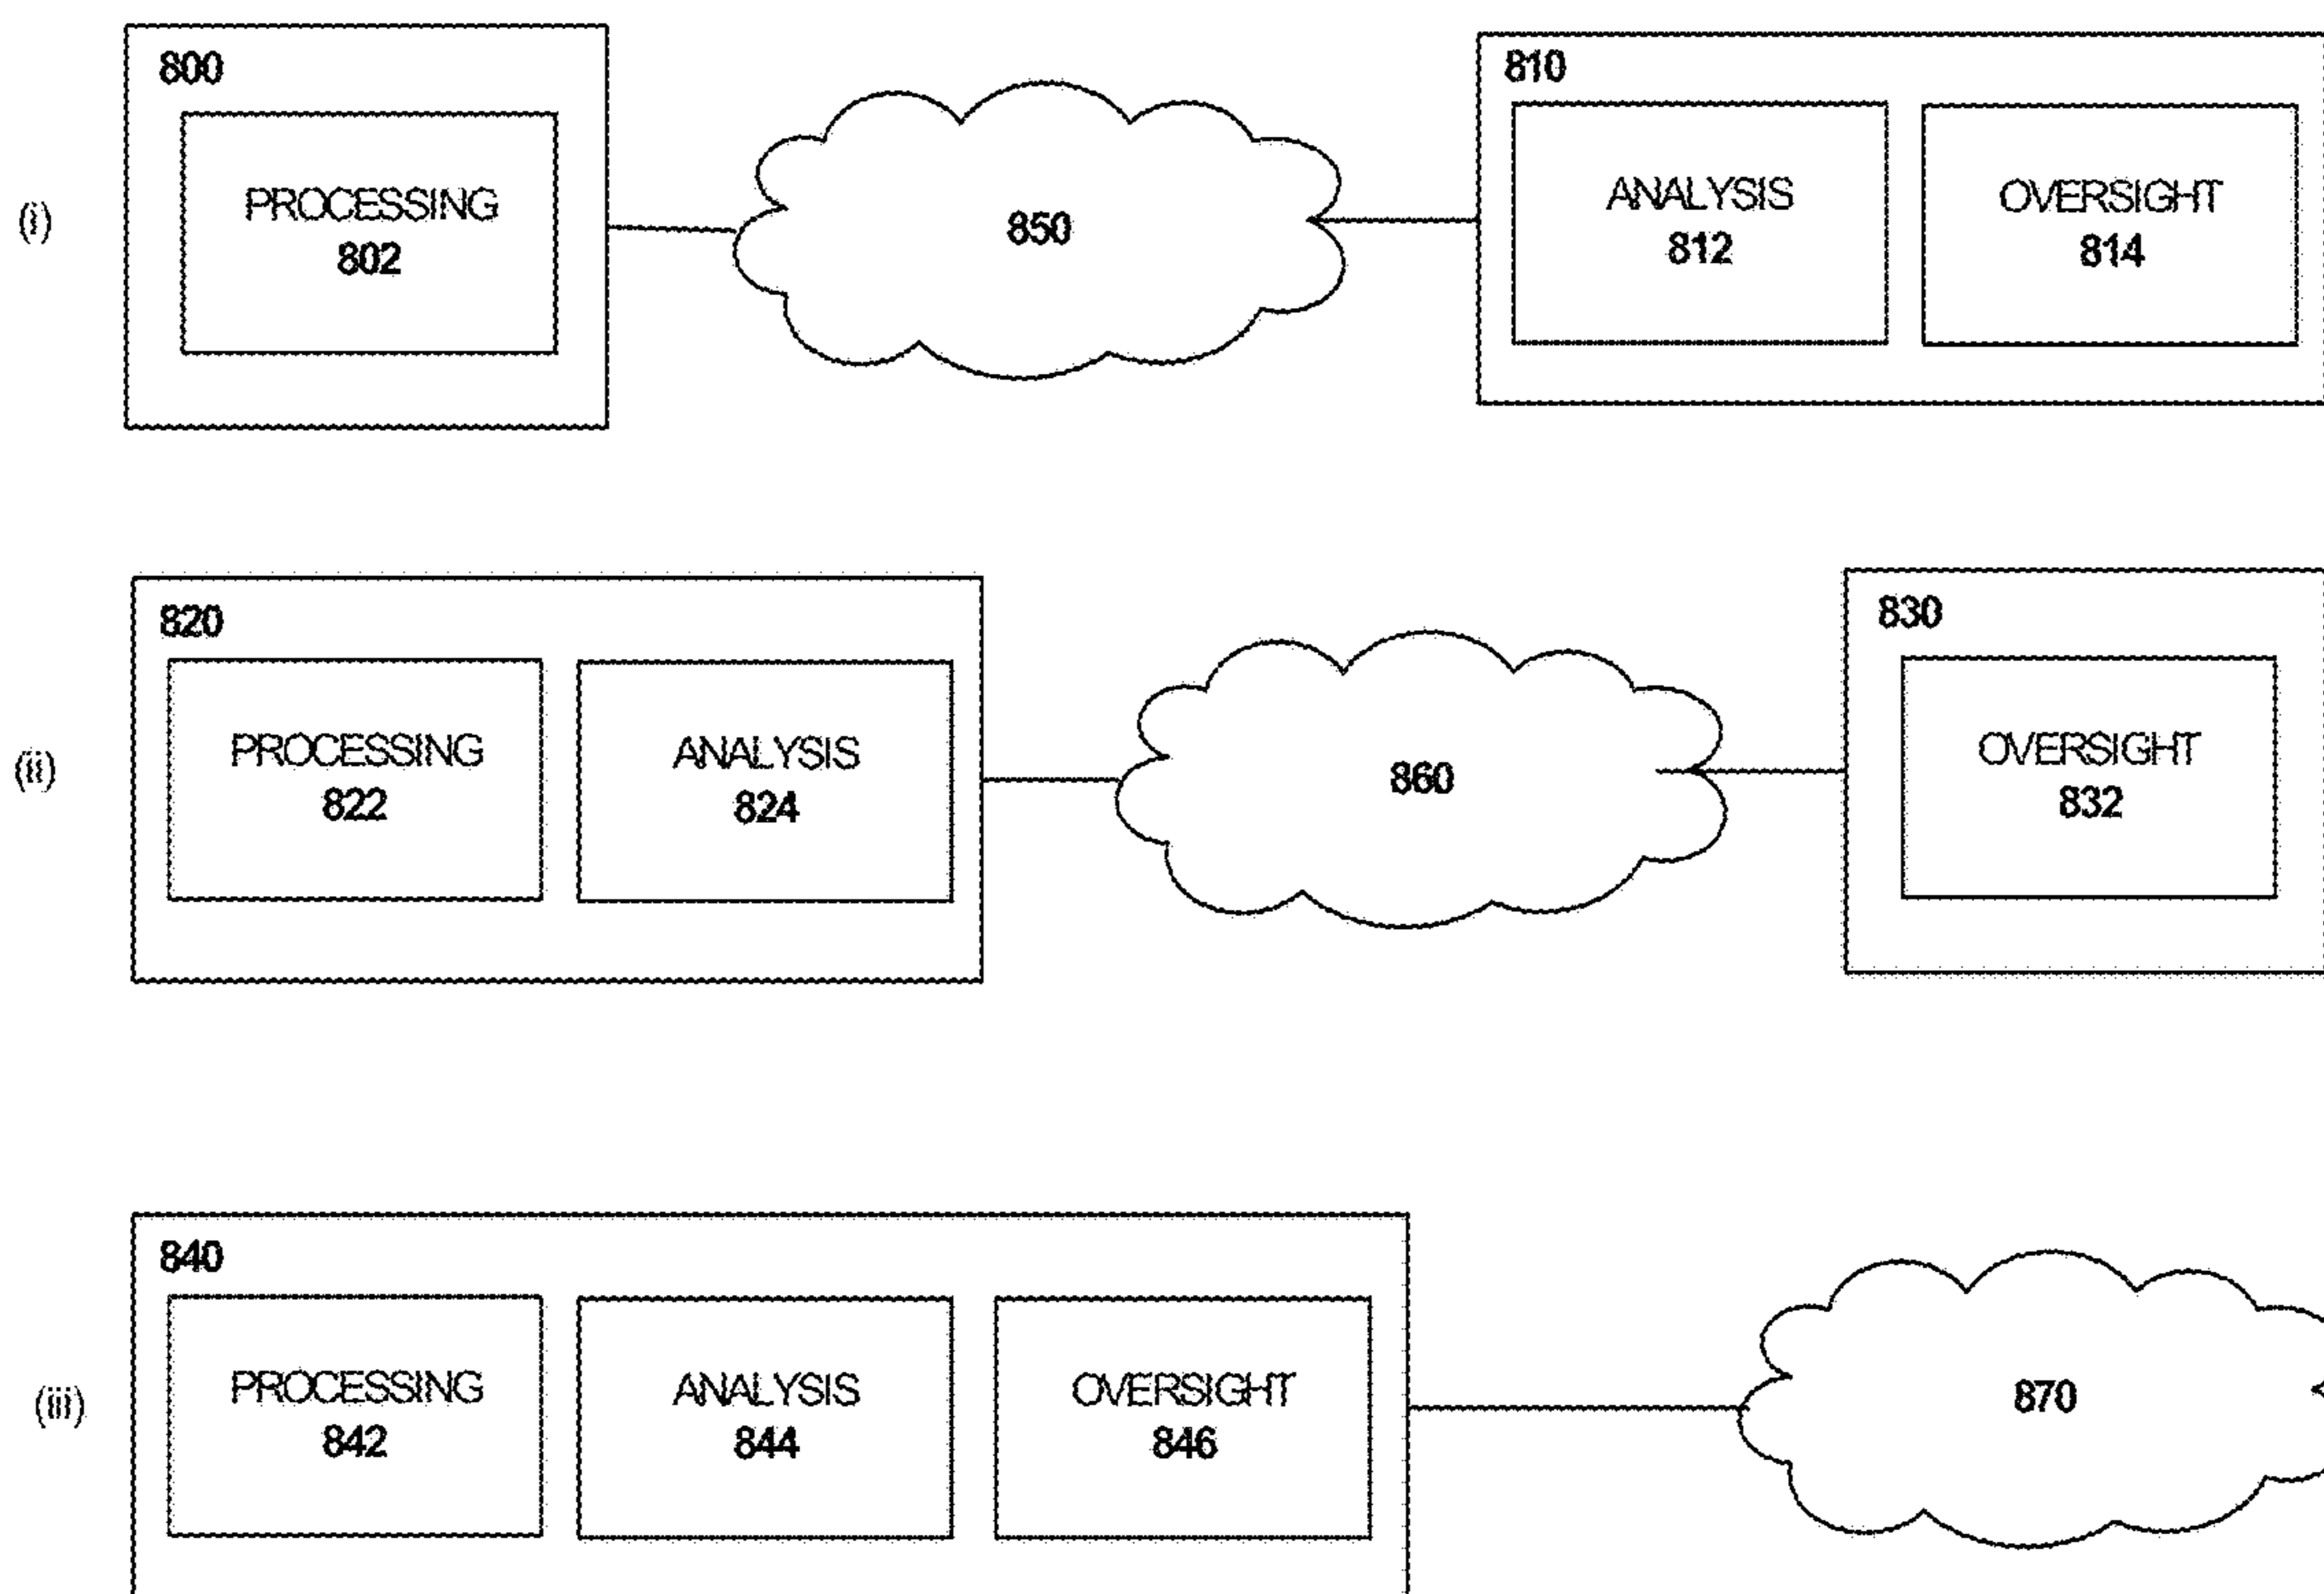 800
PROCESSING
802
(i)
850
810
ANALYSIS
812
OVERSIGHT
814
820
PROCESSING
822
ANALYSIS
824
(ii)
860
830
OVERSIGHT
832
840
PROCESSING
842
ANALYSIS
844
OVERSIGHT
846
(iii)
870